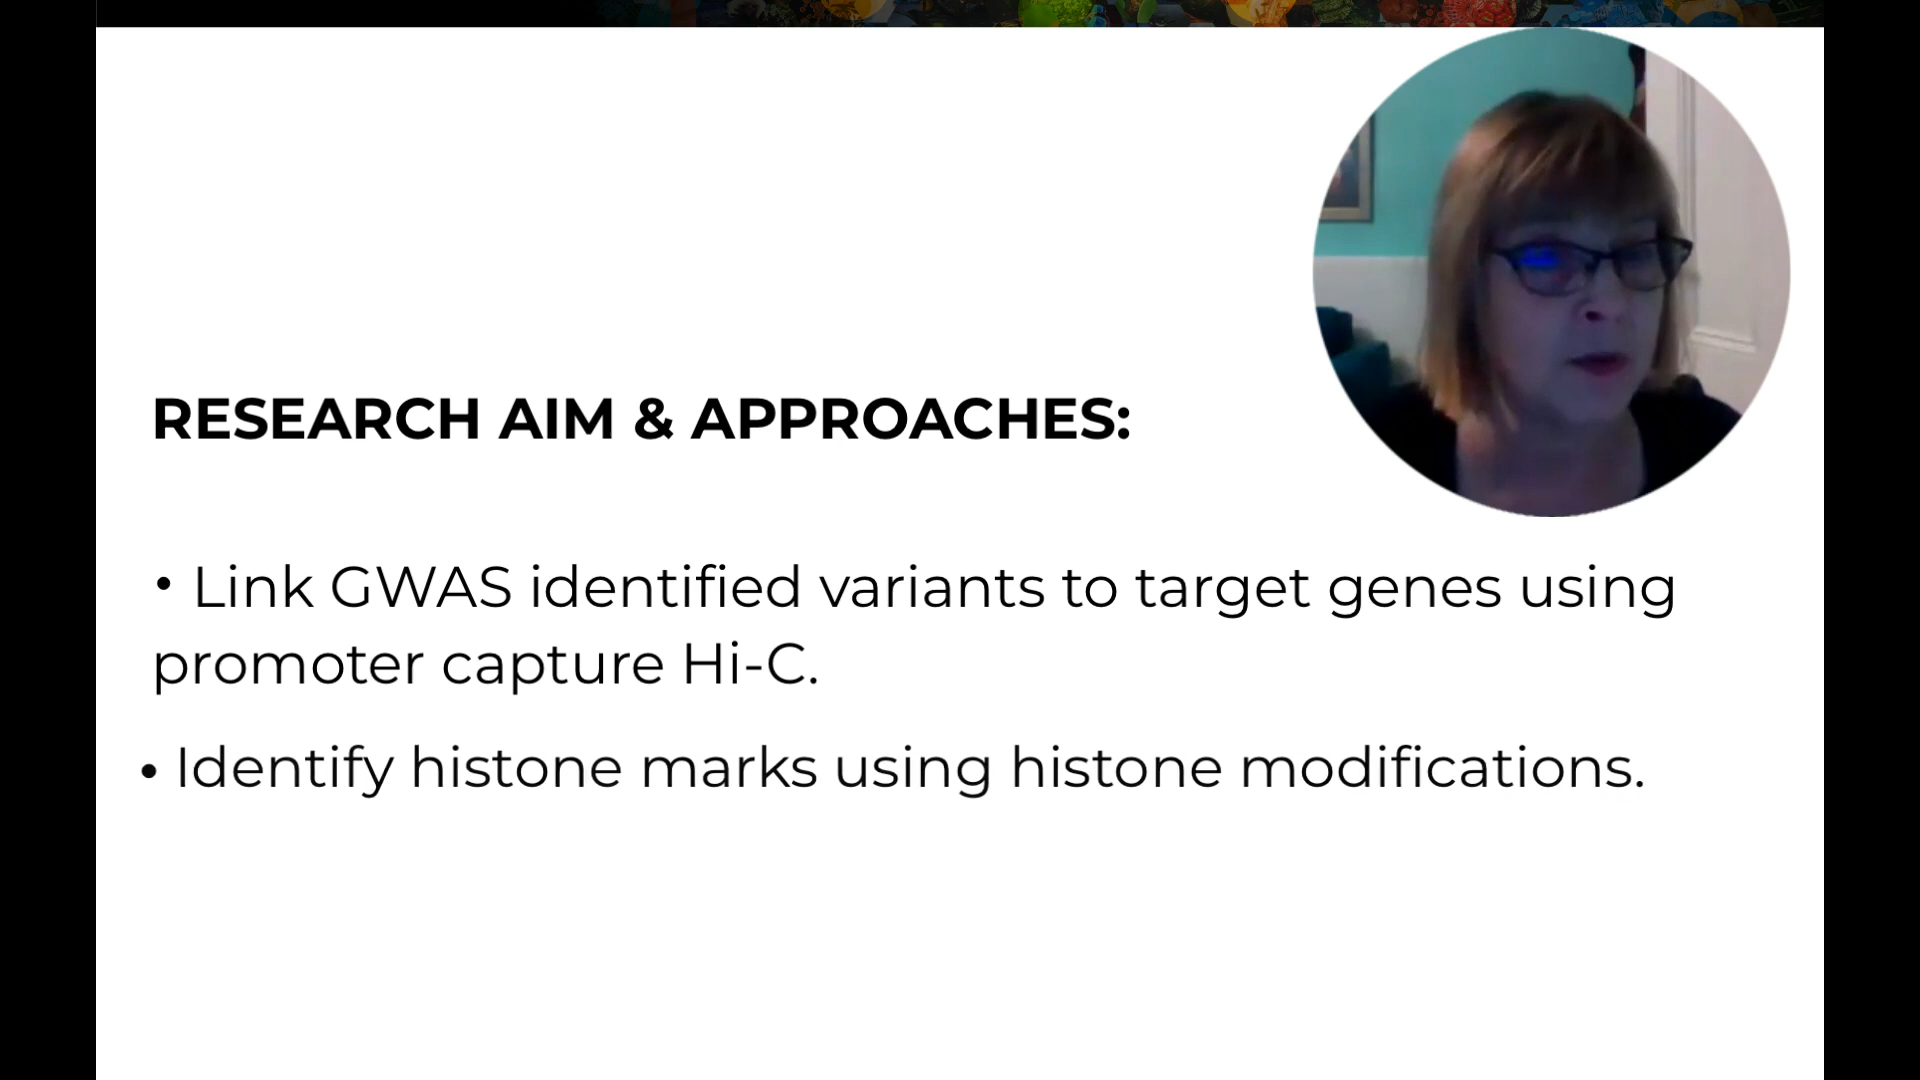 RESEARCH AIM & APPROACHES:
• Link GWAS identified variants to target genes using
promoter capture Hi-C.
• Identify histone marks using histone modifications.